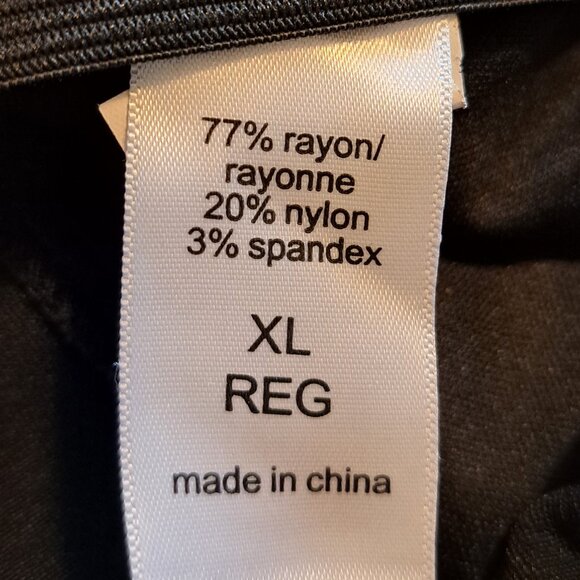 77% rayon/
rayonne
20% nylon
3% spandex
XL
REG
made in china